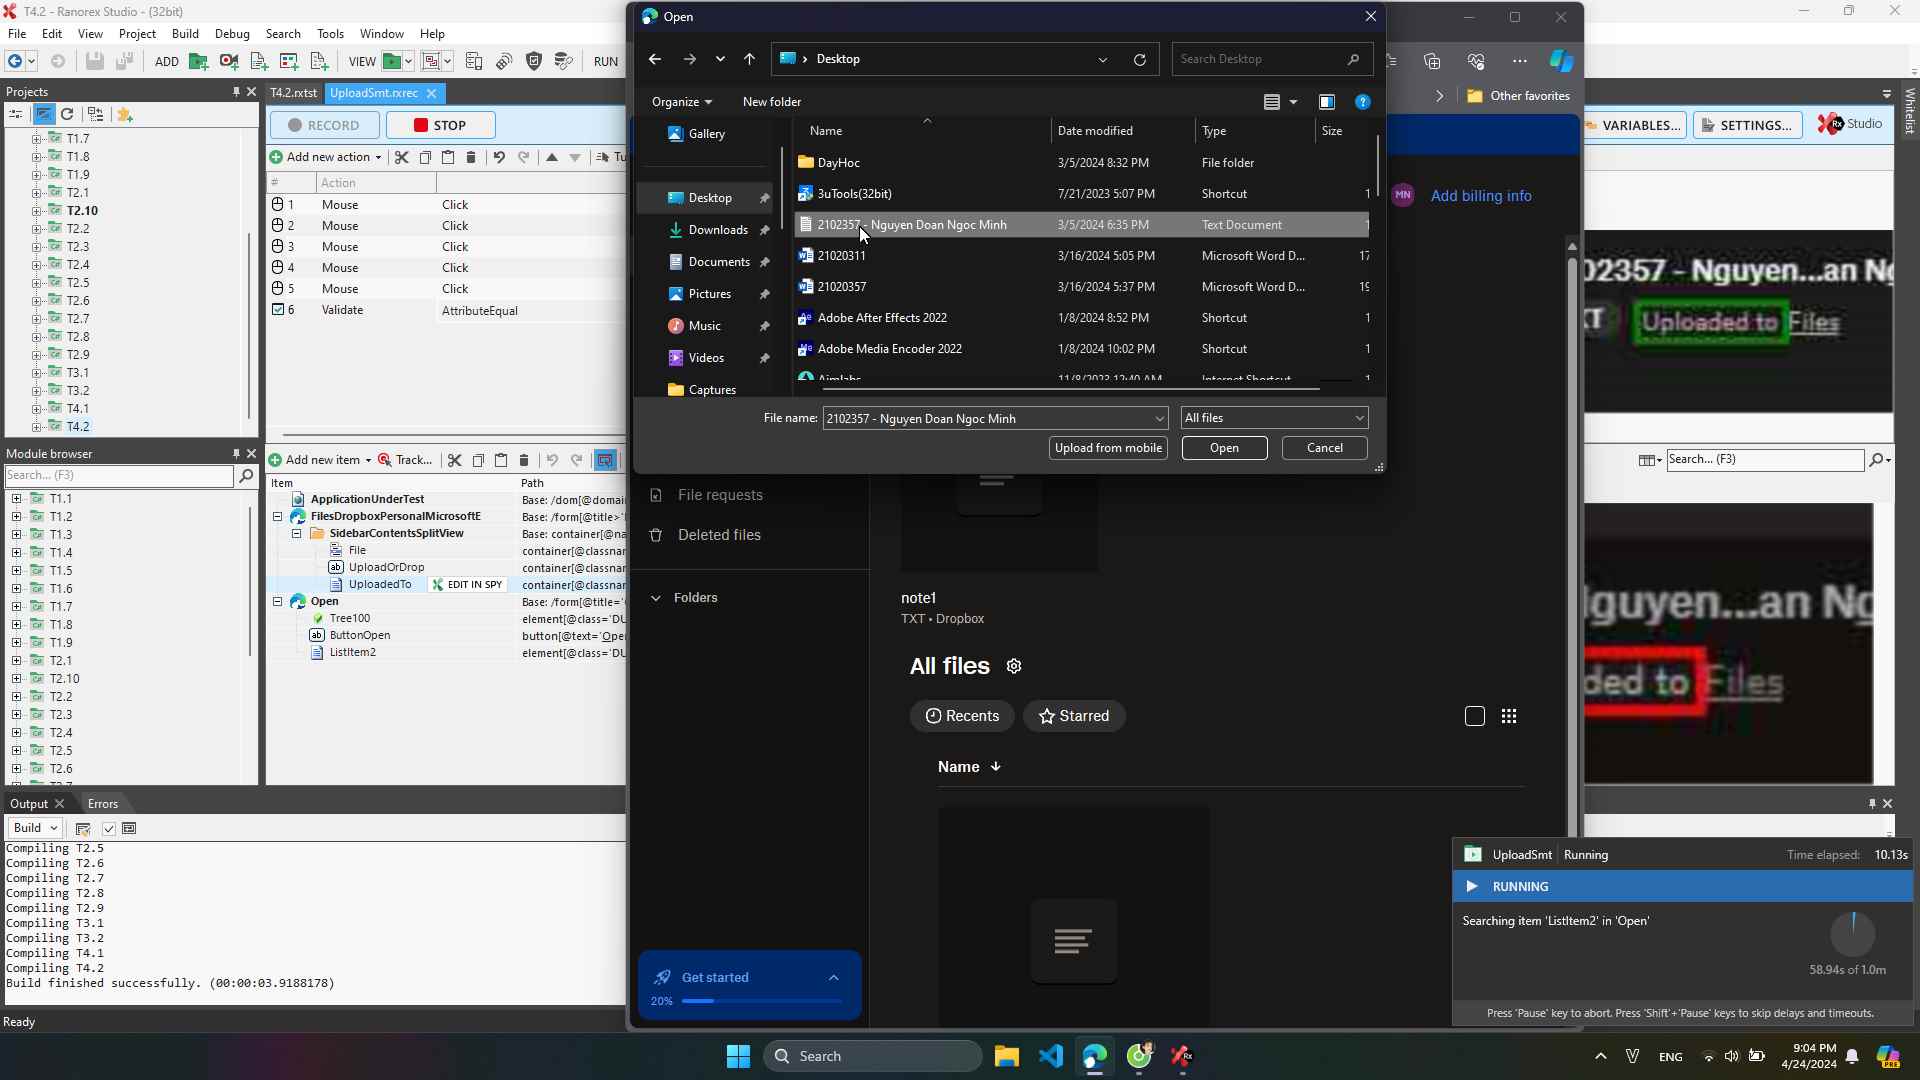 T4.2 - Ranorex Studio - (32bit)
File Edit View Project Build Debug Search Tools Window Help
ADD VIEW RUN
Projects
T1.7
T1.8
T1.9
T2.1
T2.10
T2.2
T2.3
T2.4
T2.5
T2.6
T2.7
T2.8
T2.9
T3.1
T3.2
T4.1
T4.2
Module browser
Search... (F3)
T1.1
T1.2
T1.3
T1.4
T1.5
T1.6
T1.7
T1.8
T1.9
T2.1
T2.10
T2.2
T2.3
T2.4
T2.5
T2.6
Output Errors
Build
Compiling T2.5
Compiling T2.6
Compiling T2.7
Compiling T2.8
Compiling T2.9
Compiling T3.1
Compiling T3.2
Compiling T4.1
Compiling T4.2
Build finished successfully. (00:00:03.9188178)
Ready
T4.2.rxtst UploadSmt.rxrec
RECORD STOP
Add new action
# Action
1 Mouse Click
2 Mouse Click
3 Mouse Click
4 Mouse Click
5 Mouse Click
6 Validate AttributeEqual
Add new item Track...
Item Path
ApplicationUnderTest Base: /dom[@domai
FilesDropboxPersonalMicrosoftE Base: /form[@title>'
SidebarContentsSplitView Base: container[@na
File container[@classnar
UploadOrDrop container[@classnar
UploadedTo EDIT IN SPY container[@classnar
Open Base: /form[@title='
Tree100 element[@class='DU
ButtonOpen button[@text='Ope
ListItem2 element[@class='DU
Open
Desktop
Search Desktop
Organize New folder
Gallery
Desktop
Downloads
Documents
Pictures
Music
Videos
Captures
Name Date modified Type Size
DayHoc 3/5/2024 8:32 PM File folder
3uTools(32bit) 7/21/2023 5:07 PM Shortcut 1
2102357 - Nguyen Doan Ngoc Minh 3/5/2024 6:35 PM Text Document 1
21020311 3/16/2024 5:05 PM Microsoft Word D... 17
21020357 3/16/2024 5:37 PM Microsoft Word D... 19
Adobe After Effects 2022 1/8/2024 8:52 PM Shortcut 1
Adobe Media Encoder 2022 1/8/2024 10:02 PM Shortcut 1
Aimlabs 11/8/2023 12:40 AM Internet Shortcut
File name: 2102357 - Nguyen Doan Ngoc Minh All files
Upload from mobile Open Cancel
Other favorites
MN Add billing info
File requests
Deleted files
Folders
note1
TXT • Dropbox
All files
Recents Starred
Name
Get started
20%
VARIABLES... SETTINGS... Studio
Whitelist
02357 - Nguyen...an Ng
Uploaded to Files
Search... (F3)
guyen...an Ng
ded to Files
UploadSmt Running Time elapsed: 10.13s
RUNNING
Searching item 'ListItem2' in 'Open'
58.94s of 1.0m
Press 'Pause' key to abort. Press 'Shift'+'Pause' keys to skip delays and timeouts.
Search
ENG
9:04 PM
4/24/2024
PRE